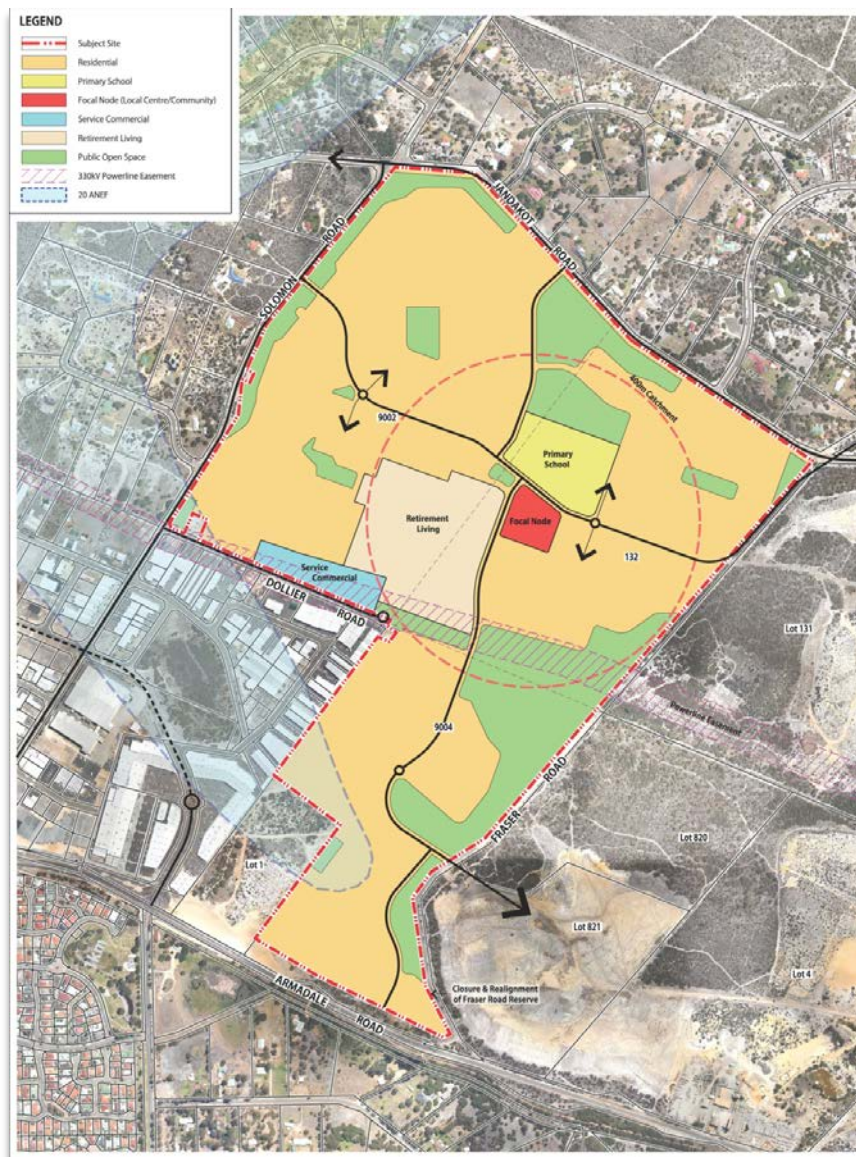 LEGEND
Subject Site
Residential
Primary School
Focal Node (Local Centre/Community)
Service Commercial
Retirement Living
Public Open Space
330kV Powerline Easement
20 ANEF
JANDAKOT
ROAD
SOLOMON
ROAD
400m Catchment
9002
Primary
School
Retirement
Living
Focal Node
132
Service
Commercial
DOLLIER
ROAD
Lot 131
Powerline Easement
9004
FRASER
ROAD
Lot 820
Lot 1
Lot 821
Lot 4
Closure & Realignment
of Fraser Road Reserve
ARMADALE
ROAD